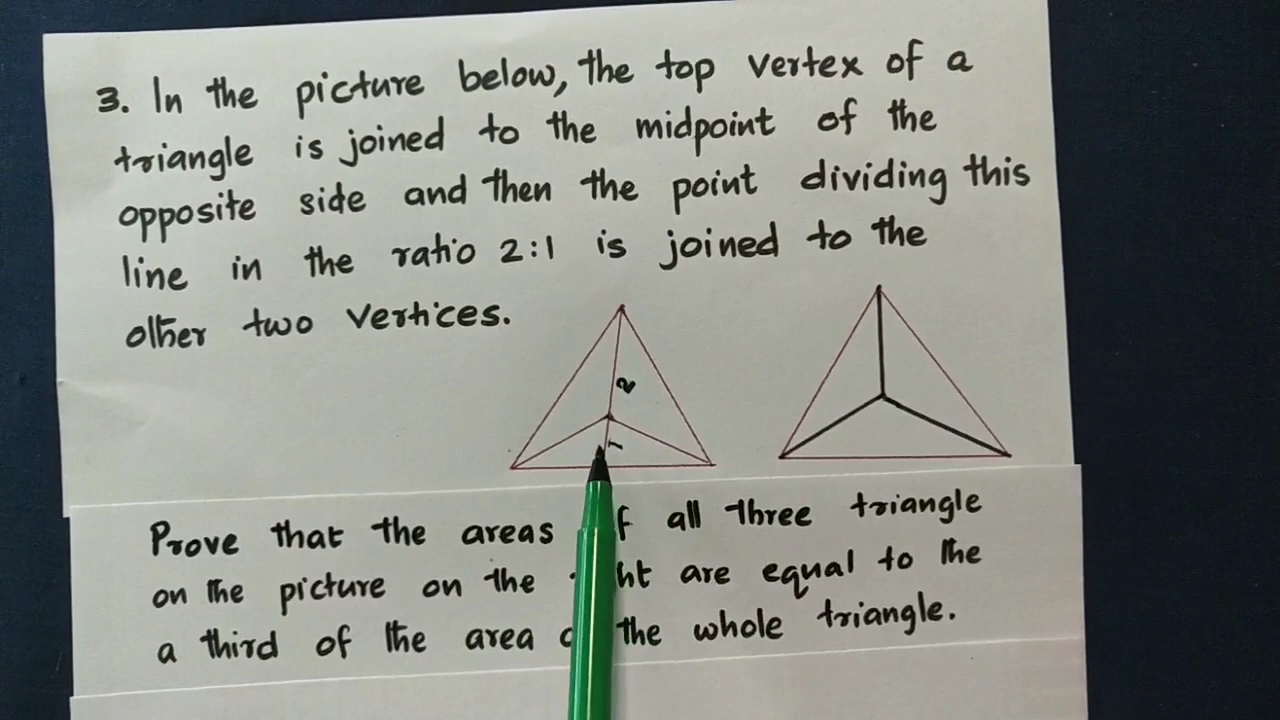 3. In the picture below, the top vertex of a
triangle is joined to the midpoint of the
opposite side and then the point dividing this
line in the ratio 2:1 is joined to the
other two vertices.
2
1
Prove that the areas of all three triangle
on the picture on the ht are equal to the
a third of the area the whole triangle.